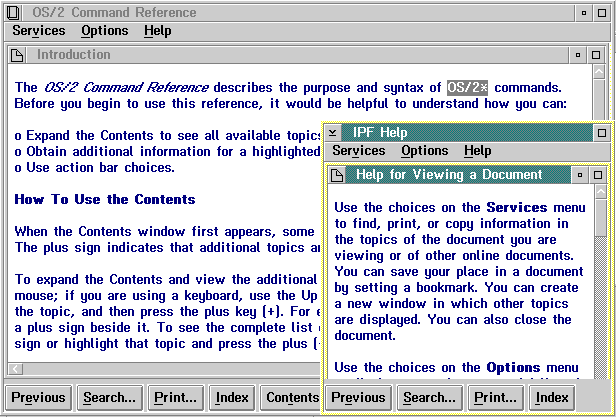 OS/2 Command Reference
Services Options Help
Introduction
The OS/2 Command Reference describes the purpose and syntax of OS/2* commands.
Before you begin to use this reference, it would be helpful to understand how you can:
o Expand the Contents to see all available topics
o Obtain additional information for a highlighted
o Use action bar choices.
How To Use the Contents
When the Contents window first appears, some
The plus sign indicates that additional topics
To expand the Contents and view the additional
mouse; if you are using a keyboard, use the Up
the topic, and then press the plus key (+). For
a plus sign beside it. To see the complete list
sign or highlight that topic and press the plus
Previous Search... Print... Index Contents
IPF Help
Services Options Help
Help for Viewing a Document
Use the choices on the Services menu
to find, print, or copy information in
the topics of the document you are
viewing or of other online documents.
You can save your place in a document
by setting a bookmark. You can create
a new window in which other topics
are displayed. You can also close the
document.
Use the choices on the Options menu
Previous Search... Print... Index